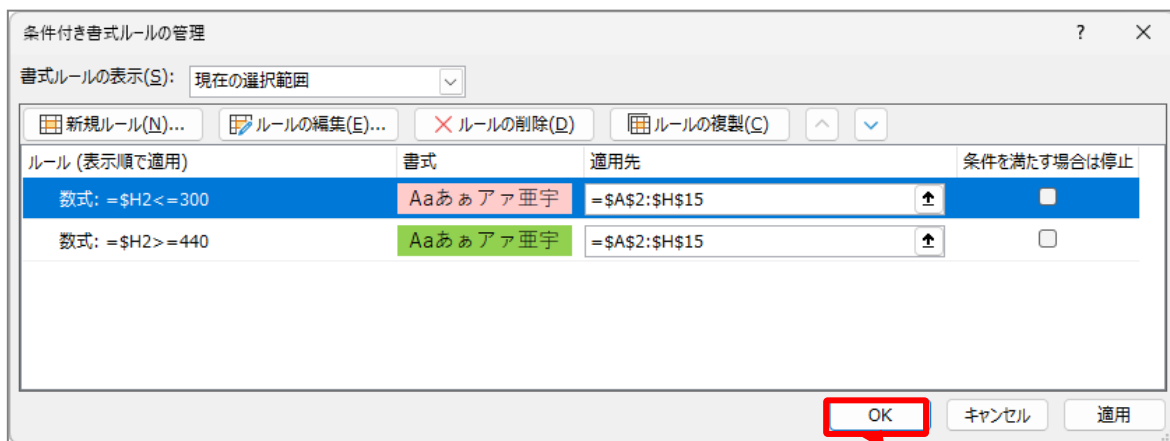 条件付き書式ルールの管理 ? ×
書式ルールの表示(S): 現在の選択範囲
新規ルール(N)... ルールの編集(E)... ルールの削除(D) ルールの複製(C)
ルール (表示順で適用) 書式 適用先 条件を満たす場合は停止
数式: =$H2<=300 Aaあぁアァ亜宇 =$A$2:$H$15
数式: =$H2>=440 Aaあぁアァ亜宇 =$A$2:$H$15
OK キャンセル 適用